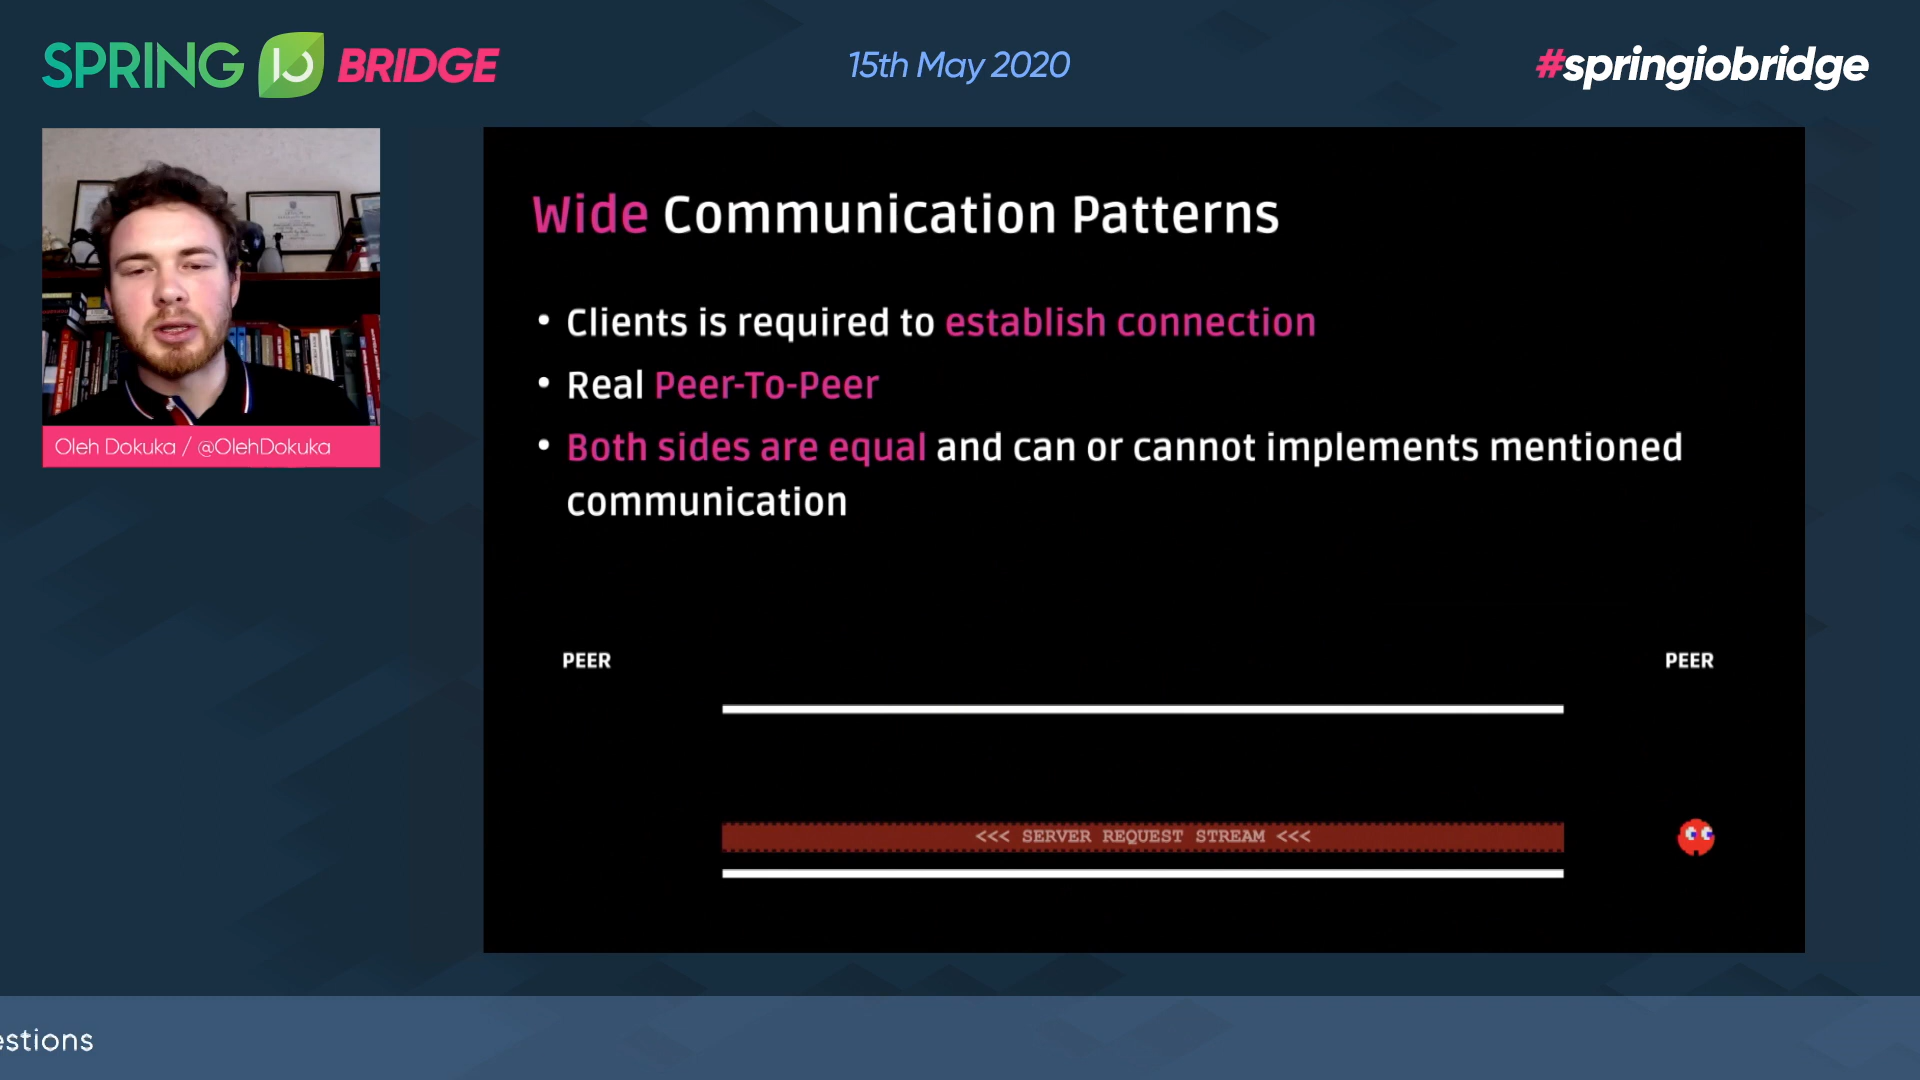 SPRING IO BRIDGE
15th May 2020
#springiobridge
Oleh Dokuka / @OlehDokuka
Wide Communication Patterns
• Clients is required to establish connection
• Real Peer-To-Peer
• Both sides are equal and can or cannot implements mentioned
communication
PEER
PEER
<<< SERVER REQUEST STREAM <<<
estions